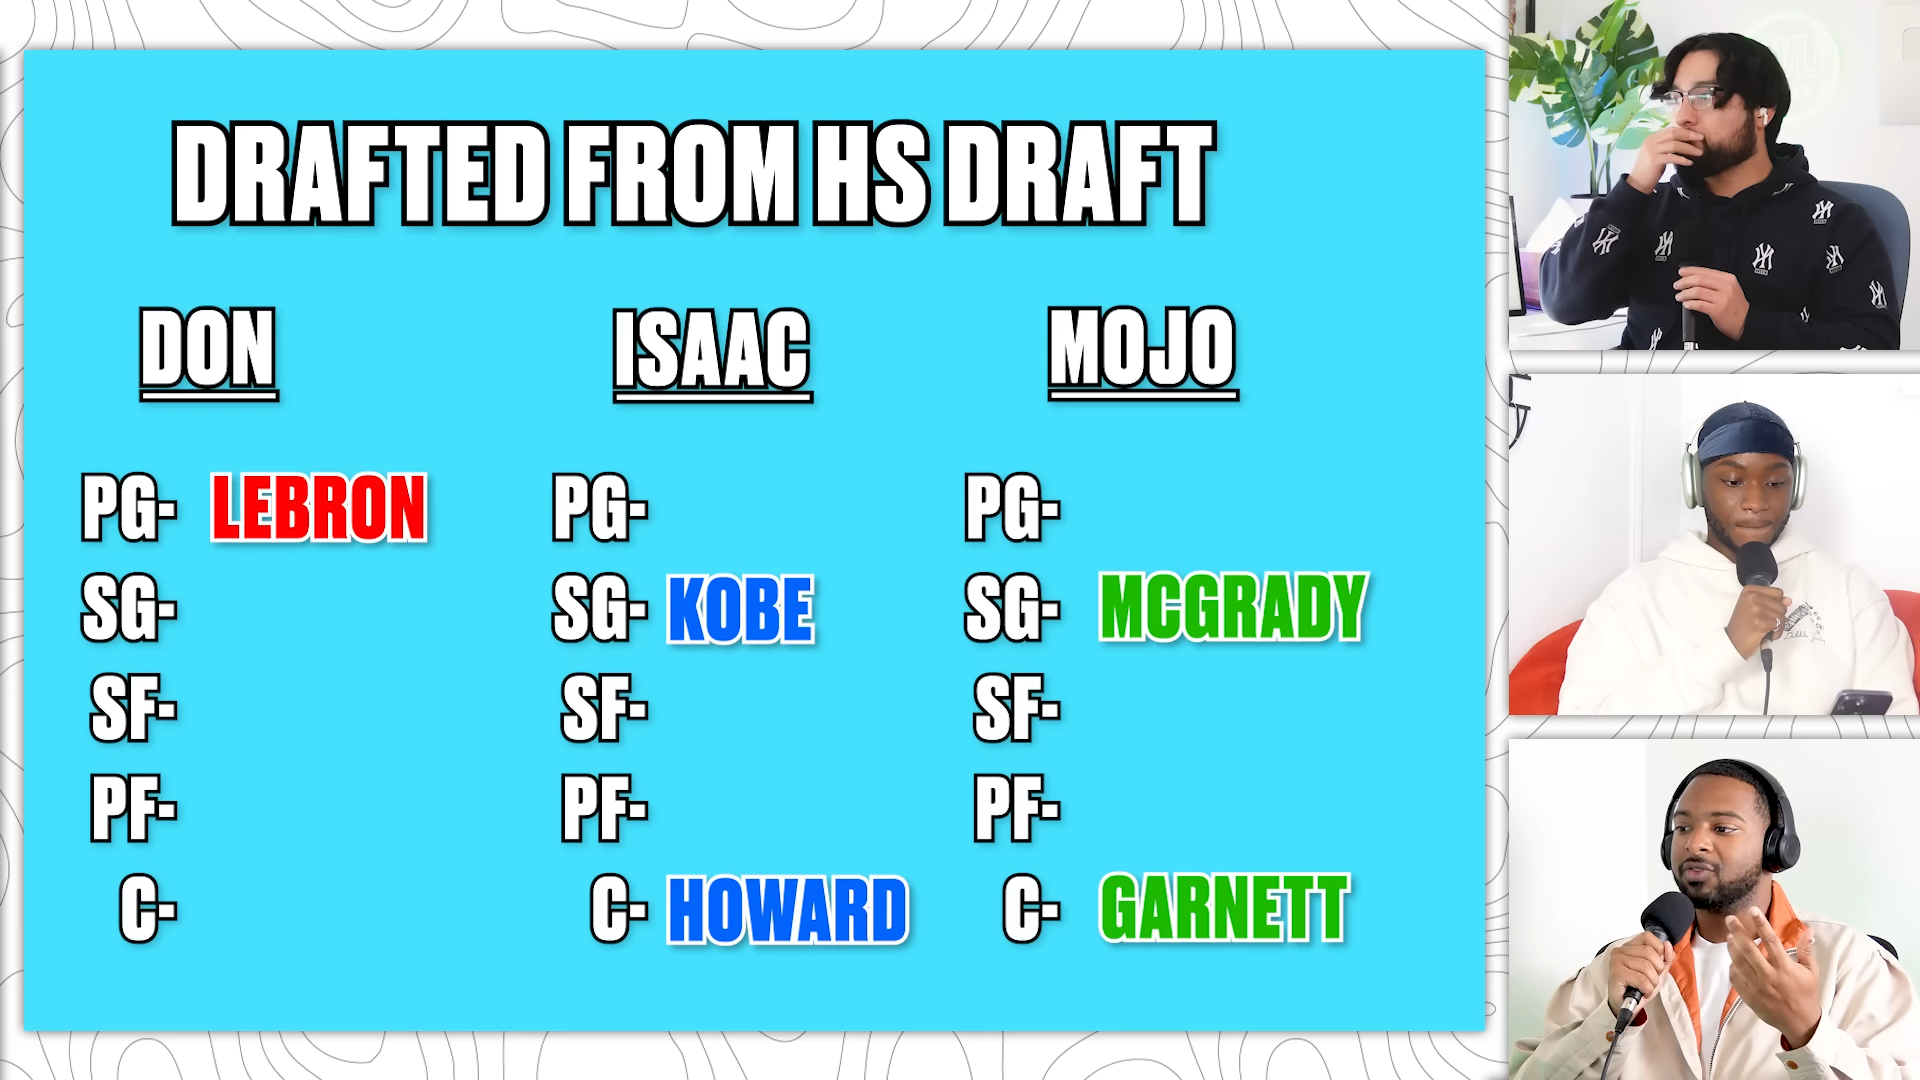 DRAFTED FROM HS DRAFT
DON
ISAAC
MOJO
PG- LEBRON
SG-
SF-
PF-
C-
PG-
SG- KOBE
SF-
PF-
C- HOWARD
PG-
SG- MCGRADY
SF-
PF-
C- GARNETT